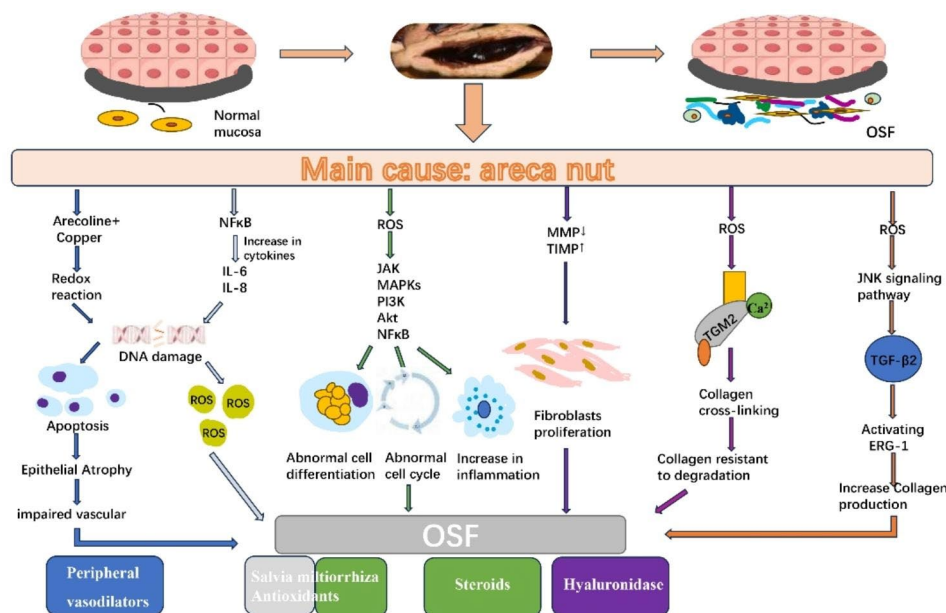 Normal
mucosa
OSF
Main cause: areca nut
Arecoline+
Copper
Redox
reaction
NFκB
Increase in
cytokines
IL-6
IL-8
DNA damage
Apoptosis
Epithelial Atrophy
impaired vascular
ROS
ROS
ROS
ROS
JAK
MAPKs
PI3K
Akt
NFκB
Abnormal cell
differentiation
Abnormal
cell cycle
Increase in
inflammation
MMP↓
TIMP↑
Fibroblasts
proliferation
ROS
TGM2
Ca²
Collagen
cross-linking
Collagen resistant
to degradation
ROS
JNK signaling
pathway
TGF-β2
Activating
ERG-1
Increase Collagen
production
OSF
Peripheral
vasodilators
Salvia miltiorrhiza
Antioxidants
Steroids
Hyaluronidase